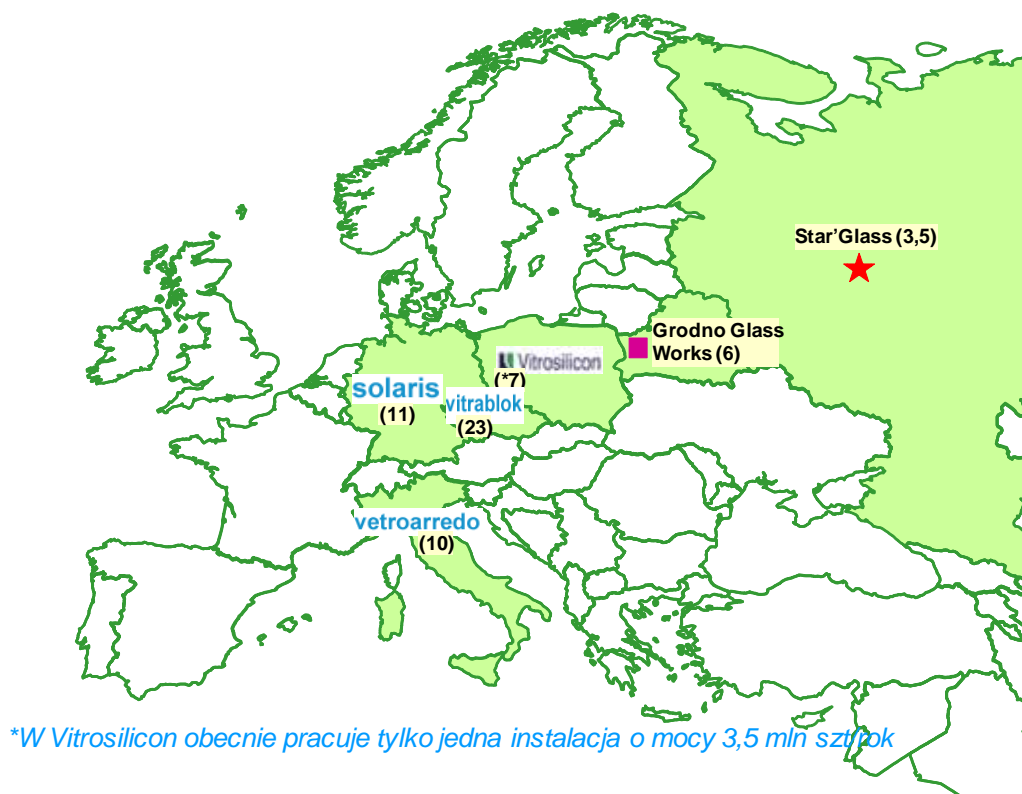 Star’Glass (3,5)
Grodno Glass
Works (6)
Vitrosilicon
(*7)
solaris
(11)
vitrablok
(23)
vetroarredo
(10)
*W Vitrosilicon obecnie pracuje tylko jedna instalacja o mocy 3,5 mln szt/rok